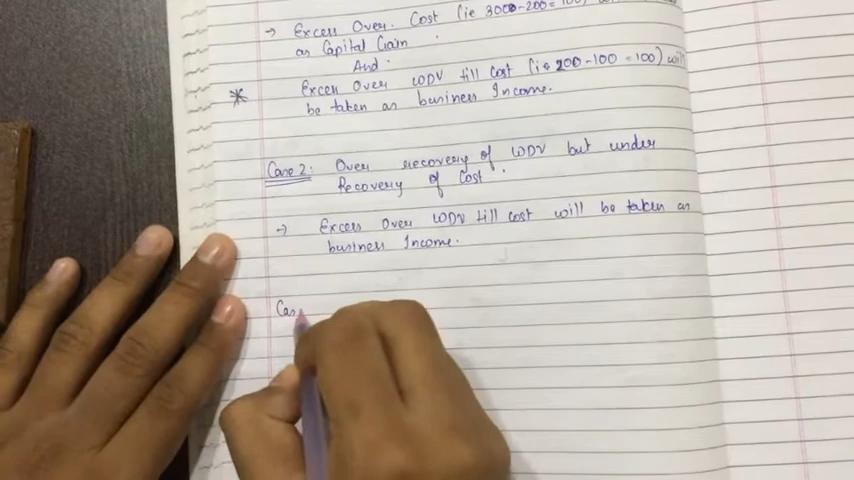 → Excess Over. Cost (ie 3000-200=
as Capital Gain.
And.
* Excess Over WDV till Cost (ie 200-100=100) will
be taken as business Income.
Case 2: Over recovery of WDV but under
Recovery of Cost.
→ Excess Over WDV till cost will be taken as
business Income.
Cas